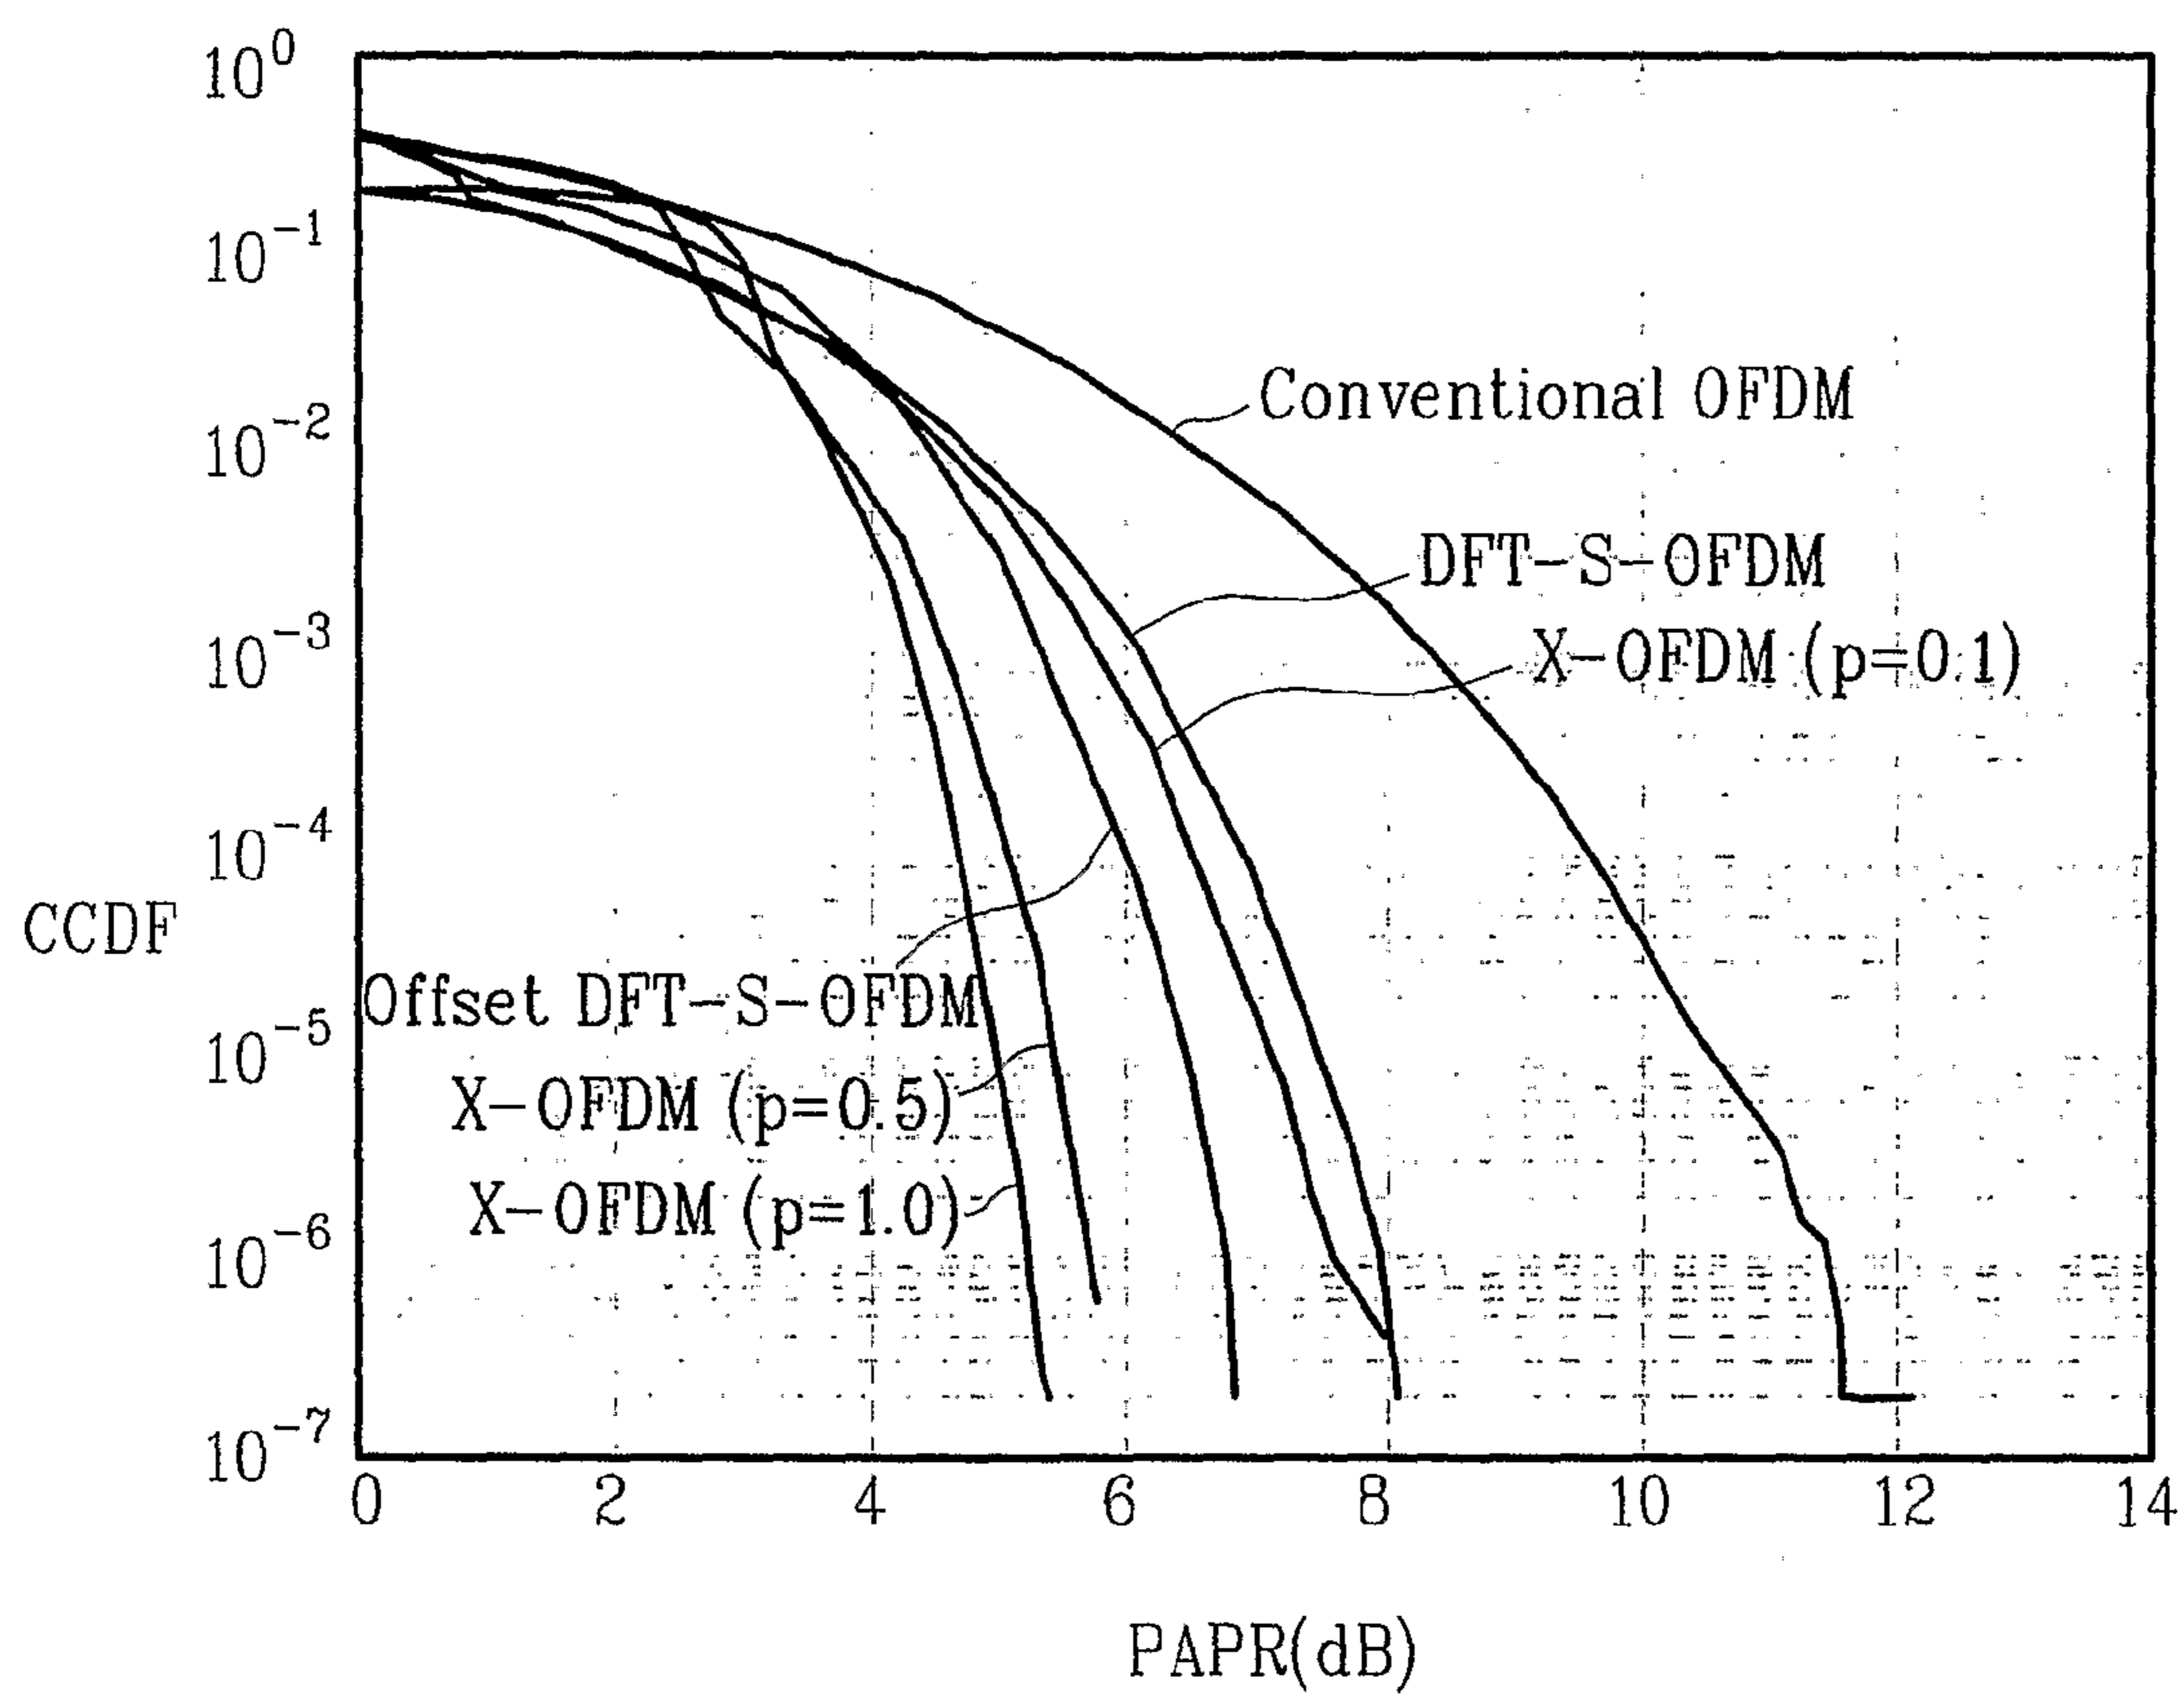 10^0
10^-1
10^-2
10^-3
10^-4
10^-5
10^-6
10^-7
CCDF
Conventional OFDM
DFT-S-OFDM
X-OFDM (p=0.1)
Offset DFT-S-OFDM
X-OFDM (p=0.5)
X-OFDM (p=1.0)
0 2 4 6 8 10 12 14
PAPR(dB)